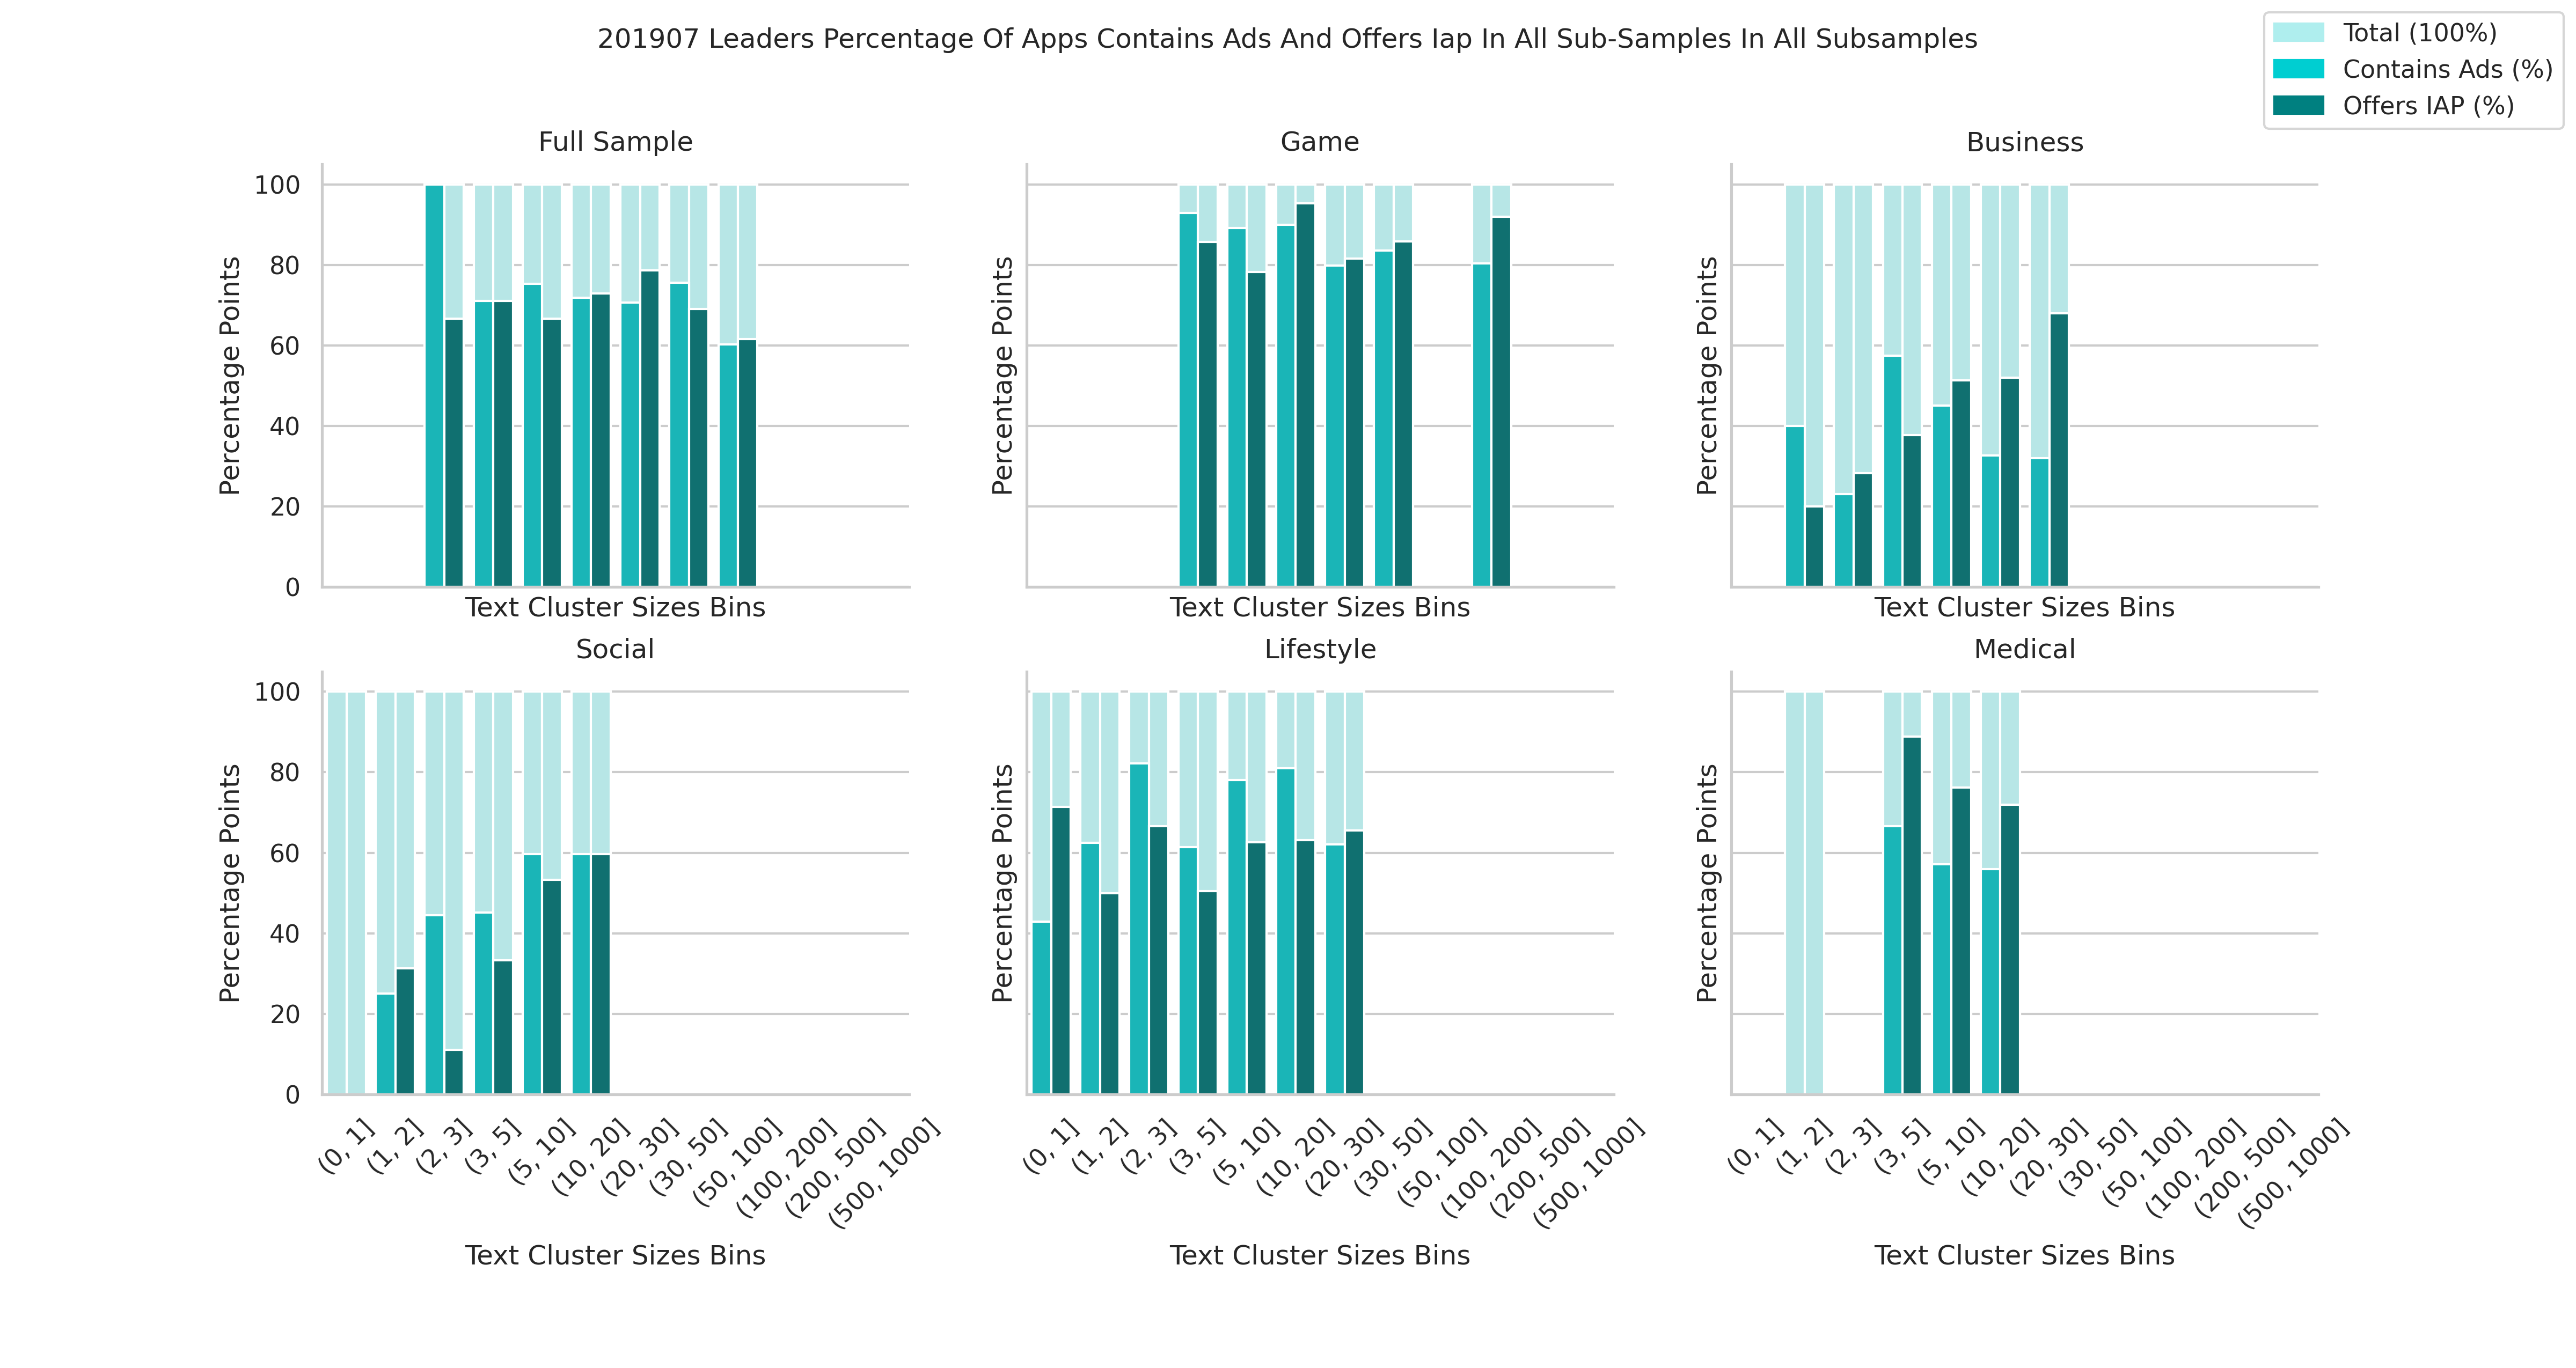 201907 Leaders Percentage Of Apps Contains Ads And Offers Iap In All Sub-Samples In All Subsamples
Total (100%)
Contains Ads (%)
Offers IAP (%)
Full Sample
Percentage Points
100
80
60
40
20
0
Text Cluster Sizes Bins
Game
Percentage Points
Text Cluster Sizes Bins
Business
Percentage Points
Text Cluster Sizes Bins
Social
Percentage Points
100
80
60
40
20
0
(0, 1]
(1, 2]
(2, 3]
(3, 5]
(5, 10]
(10, 20]
(20, 30]
(30, 50]
(50, 100]
(100, 200]
(200, 500]
(500, 1000]
Text Cluster Sizes Bins
Lifestyle
Percentage Points
(0, 1]
(1, 2]
(2, 3]
(3, 5]
(5, 10]
(10, 20]
(20, 30]
(30, 50]
(50, 100]
(100, 200]
(200, 500]
(500, 1000]
Text Cluster Sizes Bins
Medical
Percentage Points
(0, 1]
(1, 2]
(2, 3]
(3, 5]
(5, 10]
(10, 20]
(20, 30]
(30, 50]
(50, 100]
(100, 200]
(200, 500]
(500, 1000]
Text Cluster Sizes Bins